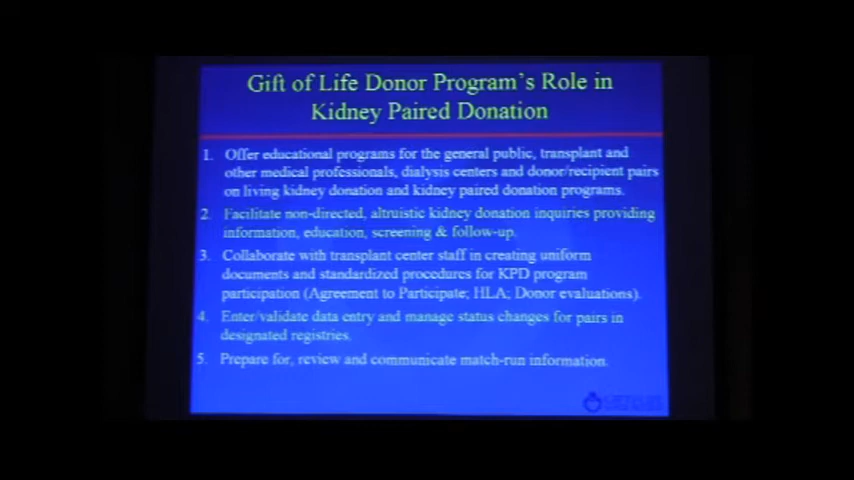 Gift of Life Donor Program's Role in
Kidney Paired Donation
1. Offer educational programs for the general public, transplant and
other medical professionals, dialysis centers and donor/recipient pairs
on living kidney donation and kidney paired donation programs.
2. Facilitate non-directed, altruistic kidney donation inquiries providing
information, education, screening & follow-up.
3. Collaborate with transplant center staff in creating uniform
documents and standardized procedures for KPD program
participation (Agreement to Participate; HLA; Donor evaluations).
4. Enter/validate data entry and manage status changes for pairs in
designated registries.
5. Prepare for, review and communicate match-run information.